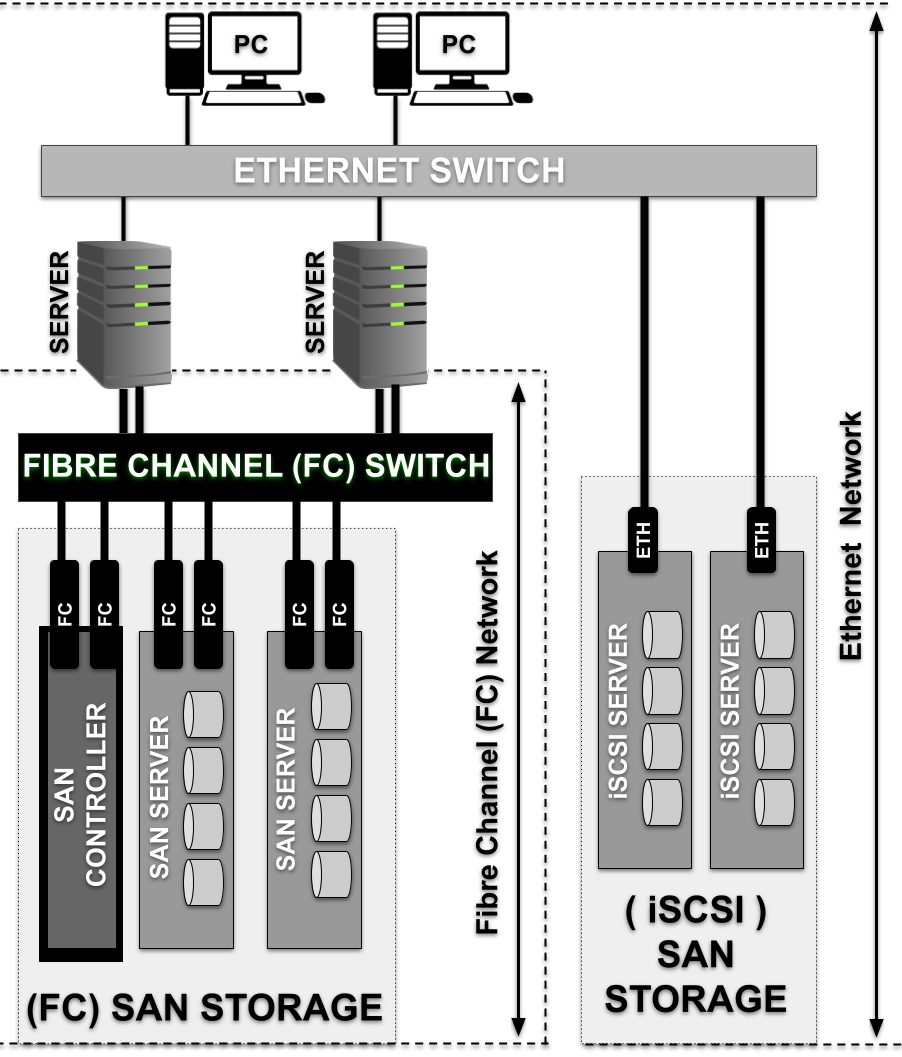 PC
PC
ETHERNET SWITCH
SERVER
SERVER
FIBRE CHANNEL (FC) SWITCH
FC
FC
FC
FC
FC
FC
ETH
ETH
SAN
CONTROLLER
SAN SERVER
SAN SERVER
Fibre Channel (FC) Network
iSCSI SERVER
iSCSI SERVER
Ethernet Network
(FC) SAN STORAGE
( iSCSI )
SAN
STORAGE